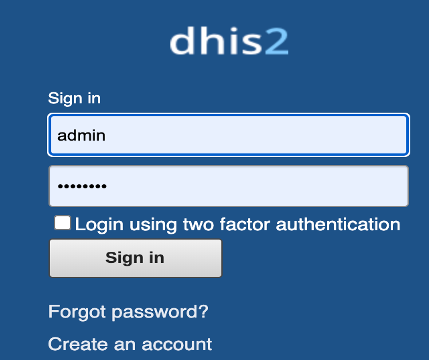 dhis2
Sign in
admin
••••••••
Login using two factor authentication
Sign in
Forgot password?
Create an account